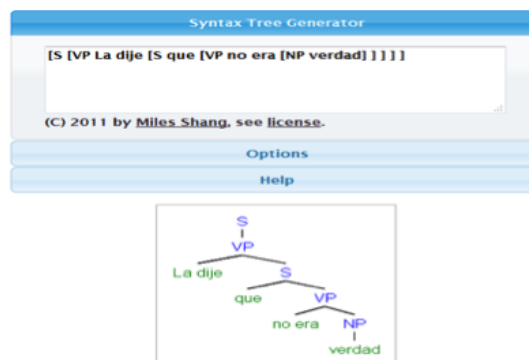 Syntax Tree Generator
[S [VP La dije [S que [VP no era [NP verdad] ] ] ] ]
(C) 2011 by Miles Shang, see license.
Options
Help
S
VP
La dije S
que VP
no era NP
verdad